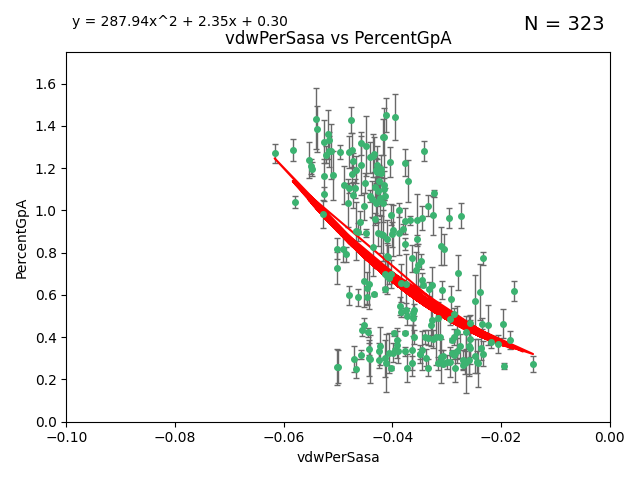 y = 287.94x^2 + 2.35x + 0.30
N = 323
vdwPerSasa vs PercentGpA
1.6
1.4
1.2
1.0
0.8
0.6
0.4
0.2
0.0
PercentGpA
−0.10 −0.08 −0.06 −0.04 −0.02 0.00
vdwPerSasa